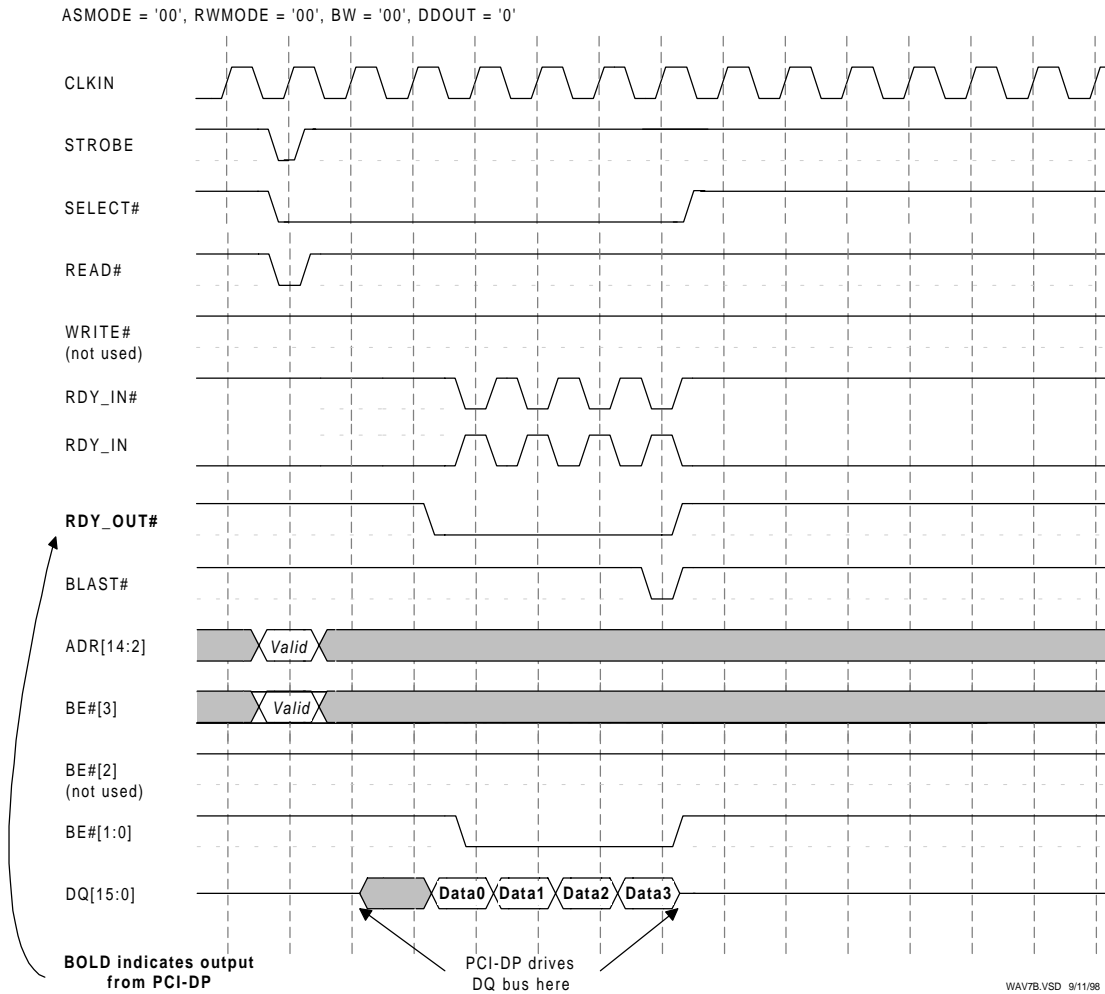 ASMODE = '00', RWMODE = '00', BW = '00', DDOUT = '0'
CLKIN
STROBE
SELECT#
READ#
WRITE#
(not used)
RDY_IN#
RDY_IN
RDY_OUT#
BLAST#
ADR[14:2]
Valid
BE#[3]
Valid
BE#[2]
(not used)
BE#[1:0]
DQ[15:0]
Data0 Data1 Data2 Data3
BOLD indicates output
from PCI-DP
PCI-DP drives
DQ bus here
WAV7B.VSD 9/11/98